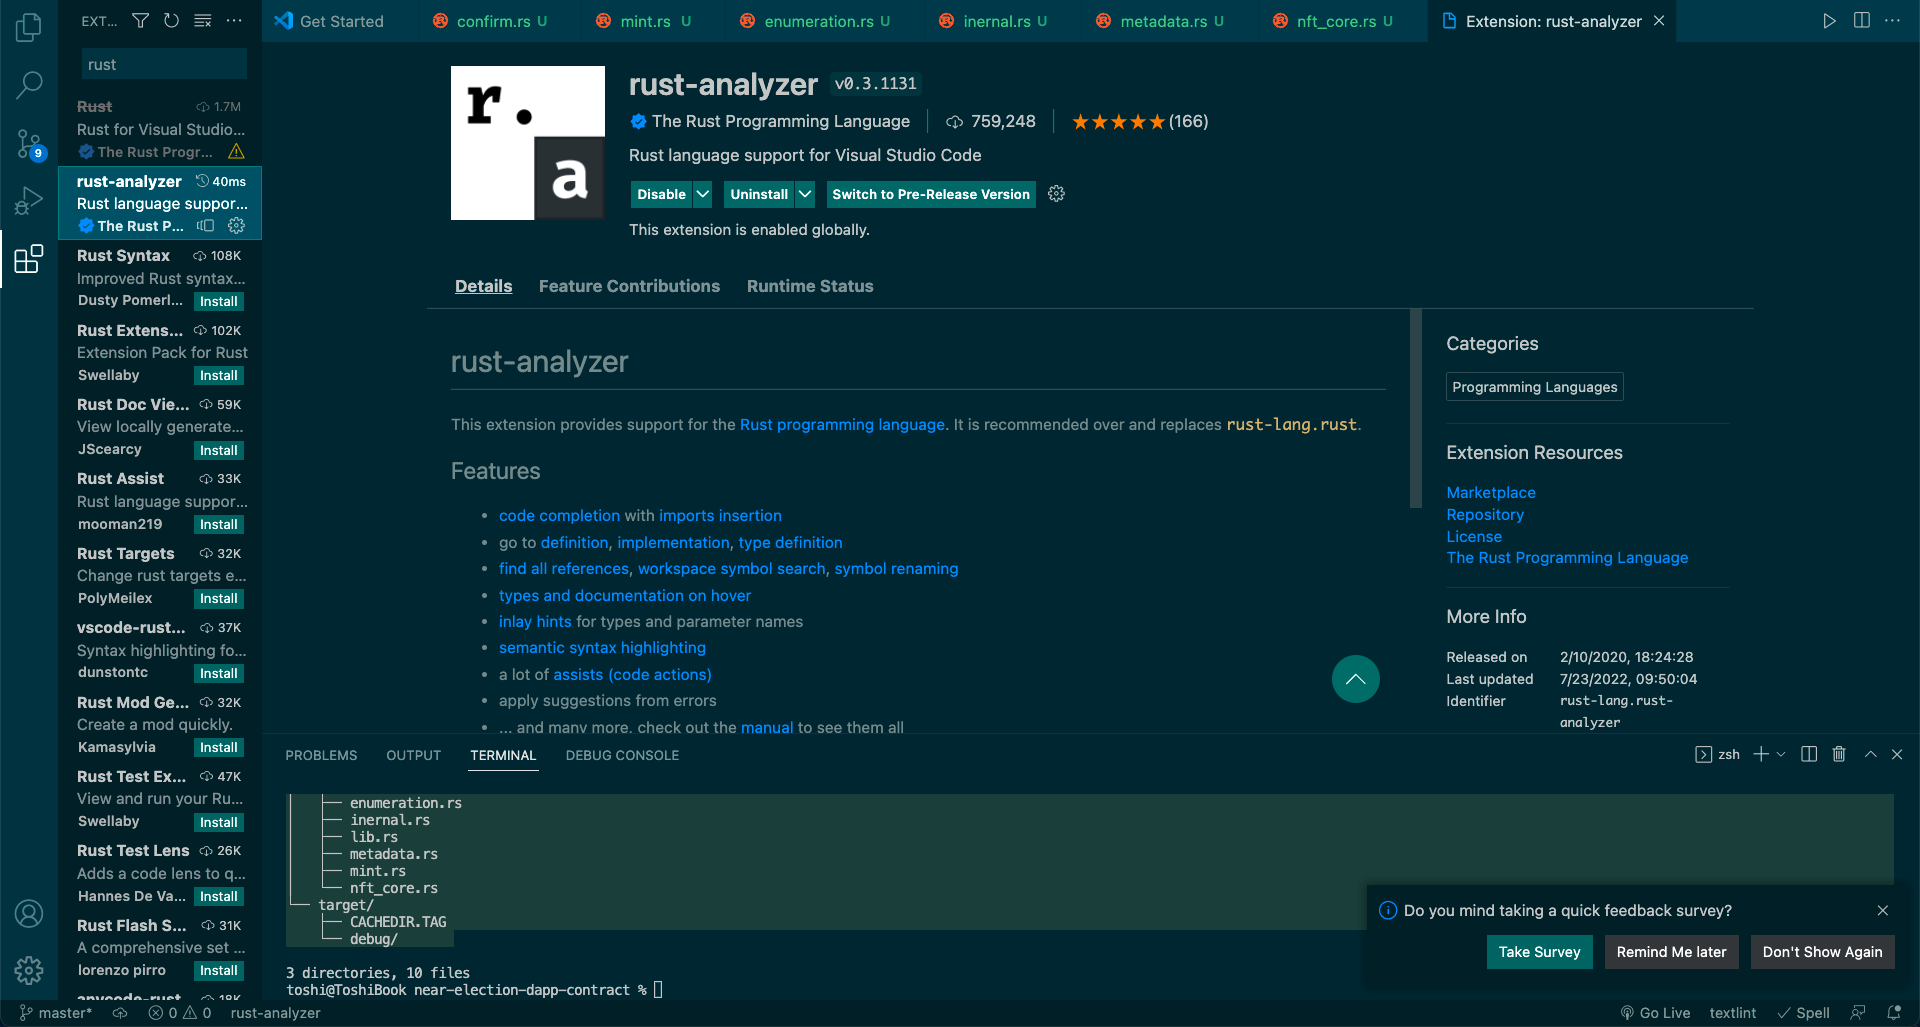 EXT...
Get Started
confirm.rs U
mint.rs U
enumeration.rs U
inernal.rs U
metadata.rs U
nft_core.rs U
Extension: rust-analyzer
rust
Rust 1.7M
Rust for Visual Studio...
The Rust Progr...
rust-analyzer 40ms
Rust language suppor...
The Rust P...
Rust Syntax 108K
Improved Rust syntax...
Dusty Pomerl... Install
Rust Extens... 102K
Extension Pack for Rust
Swellaby Install
Rust Doc Vie... 59K
View locally generate...
JScearcy Install
Rust Assist 33K
Rust language suppor...
mooman219 Install
Rust Targets 32K
Change rust targets e...
PolyMeilex Install
vscode-rust... 37K
Syntax highlighting fo...
dunstontc Install
Rust Mod Ge... 32K
Create a mod quickly.
Kamasylvia Install
Rust Test Ex... 47K
View and run your Ru...
Swellaby Install
Rust Test Lens 26K
Adds a code lens to q...
Hannes De Va... Install
Rust Flash S... 31K
A comprehensive set ...
lorenzo pirro Install
anycode-rust 18K
9
r.
a
rust-analyzer v0.3.1131
The Rust Programming Language 759,248 ★★★★★(166)
Rust language support for Visual Studio Code
Disable Uninstall Switch to Pre-Release Version
This extension is enabled globally.
Details Feature Contributions Runtime Status
rust-analyzer
This extension provides support for the Rust programming language. It is recommended over and replaces rust-lang.rust.
Features
• code completion with imports insertion
• go to definition, implementation, type definition
• find all references, workspace symbol search, symbol renaming
• types and documentation on hover
• inlay hints for types and parameter names
• semantic syntax highlighting
• a lot of assists (code actions)
• apply suggestions from errors
• ... and many more, check out the manual to see them all
Categories
Programming Languages
Extension Resources
Marketplace
Repository
License
The Rust Programming Language
More Info
Released on 2/10/2020, 18:24:28
Last updated 7/23/2022, 09:50:04
Identifier rust-lang.rust-
analyzer
PROBLEMS OUTPUT TERMINAL DEBUG CONSOLE
zsh
├── enumeration.rs
├── inernal.rs
├── lib.rs
├── metadata.rs
├── mint.rs
└── nft_core.rs
└── target/
├── CACHEDIR.TAG
└── debug/
3 directories, 10 files
toshi@ToshiBook near-election-dapp-contract %
Do you mind taking a quick feedback survey?
Take Survey Remind Me later Don't Show Again
master* 0 0 rust-analyzer
Go Live textlint Spell